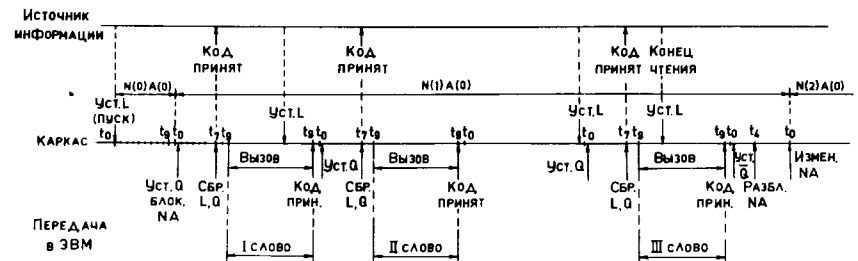 Источник информации
Код принят
Код принят
Код принят
Конец чтения
N(0)A(0)
N(1)A(0)
N(2)A(0)
Уст. L (пуск)
Уст. L
Уст. L
Уст. L
Каркас
t₀ t₉ t₀ t₇ t₉ t₈ t₀ t₇ t₉ t₈ t₀ t₀ t₇ t₉ t₉ t₀ t₄ t₀
Вызов
Вызов
Вызов
Уст. Q блок. NA
Сбр. L, Q
Код прин.
Уст. Q
Сбр. L, Q
Код принят
Уст. Q
Сбр. L, Q
Код прин.
Уст. Q̅
Разбл. NA
Измен. NA
Передача в ЭВМ
I слово
II слово
III слово